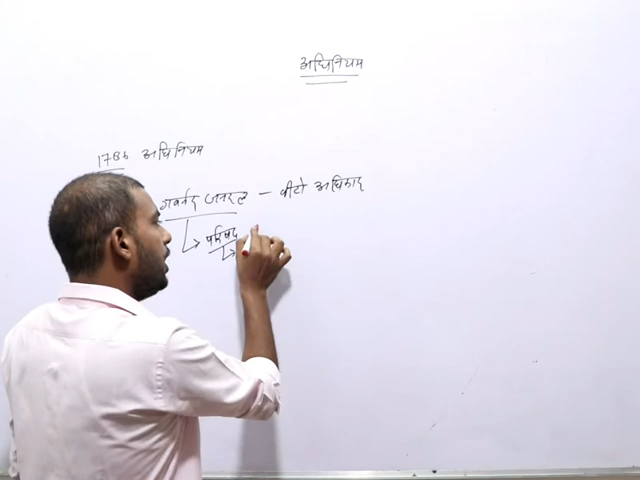 अधिनियम
1786 अधिनियम
गवर्नर जनरल - वीटो अधिकार
परिषद